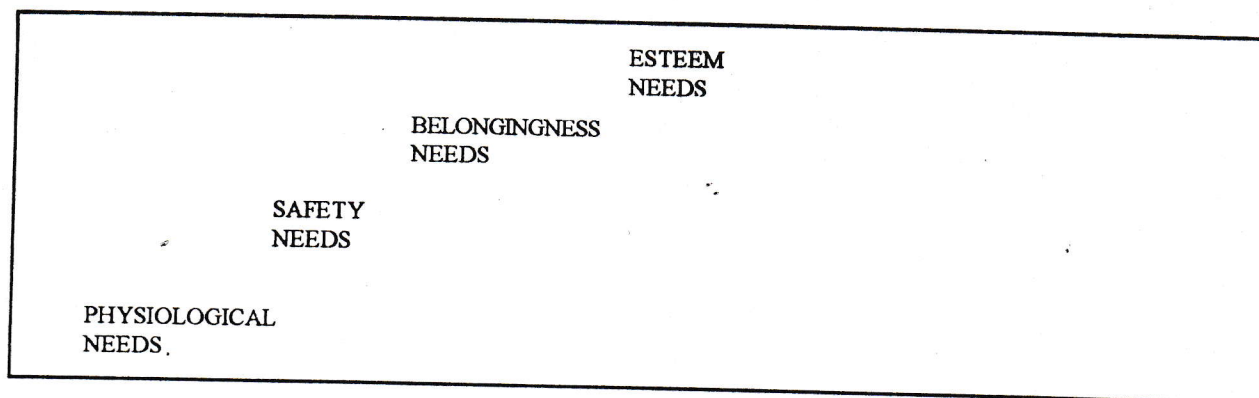 ESTEEM
NEEDS
BELONGINGNESS
NEEDS
SAFETY
NEEDS
PHYSIOLOGICAL
NEEDS